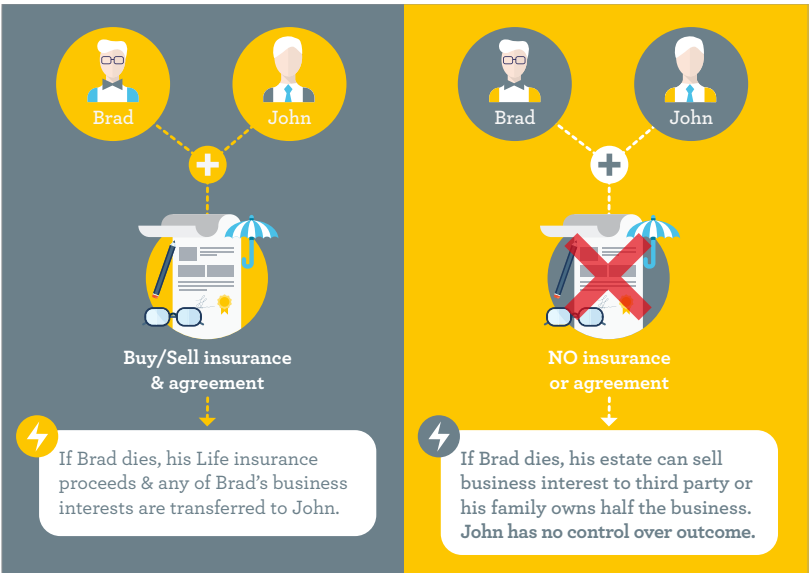 Brad
John
Buy/Sell insurance
& agreement
If Brad dies, his Life insurance
proceeds & any of Brad's business
interests are transferred to John.
Brad
John
NO insurance
or agreement
If Brad dies, his estate can sell
business interest to third party or
his family owns half the business.
John has no control over outcome.